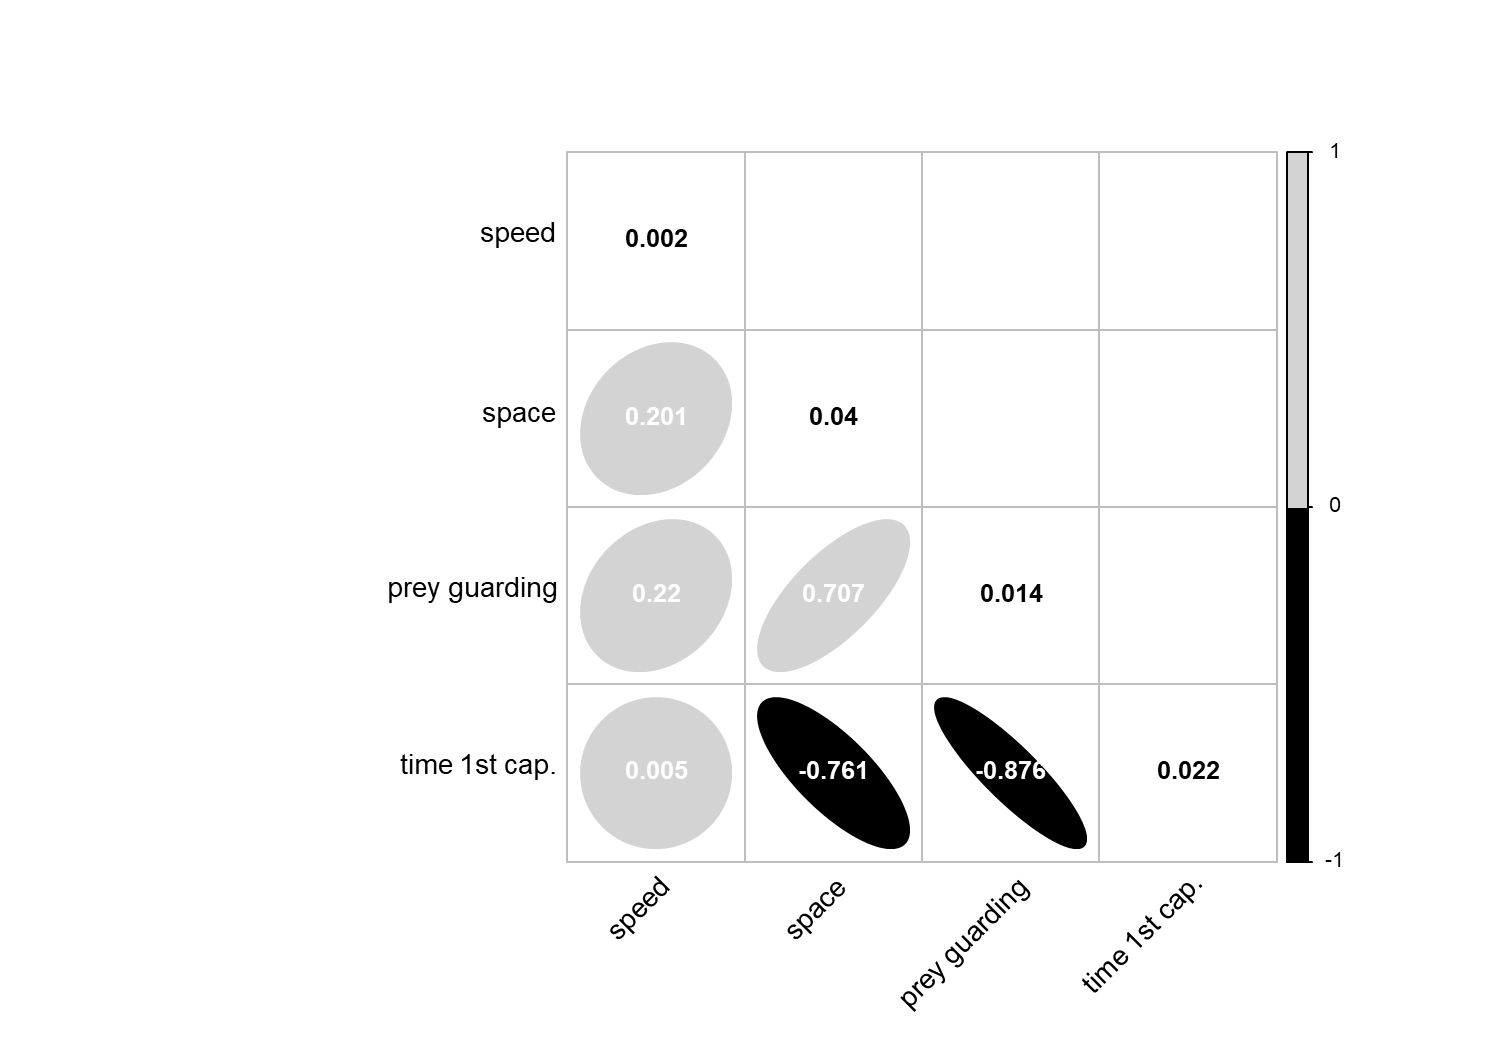 1
speed 0.002
space 0.201 0.04
0
prey guarding 0.22 0.707 0.014
time 1st cap. 0.005 -0.761 -0.876 0.022
-1
speed space prey guarding time 1st cap.